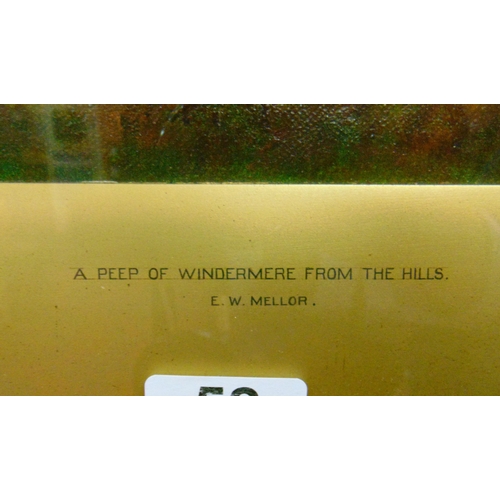 A PEEP OF WINDERMERE FROM THE HILLS.
E. W. MELLOR.